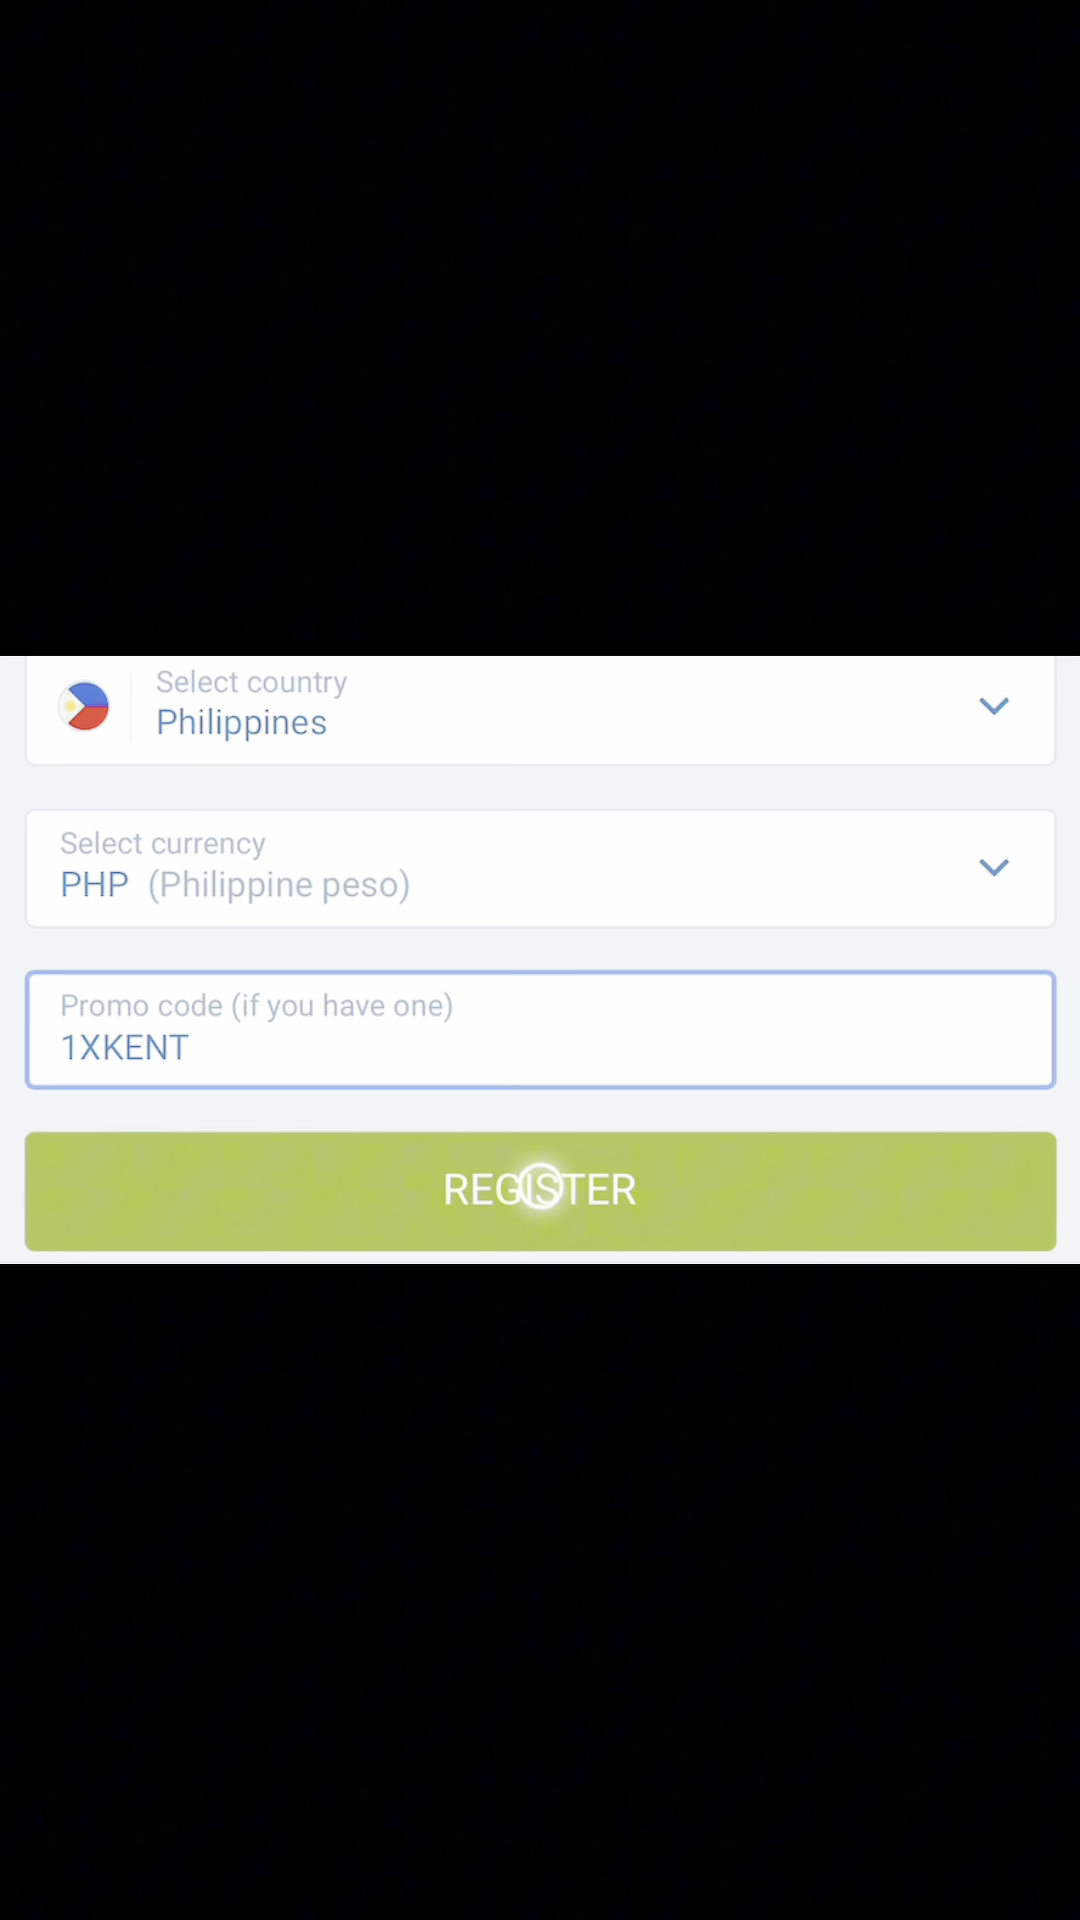 Select country
Philippines
Select currency
PHP (Philippine peso)
Promo code (if you have one)
1XKENT
REGISTER